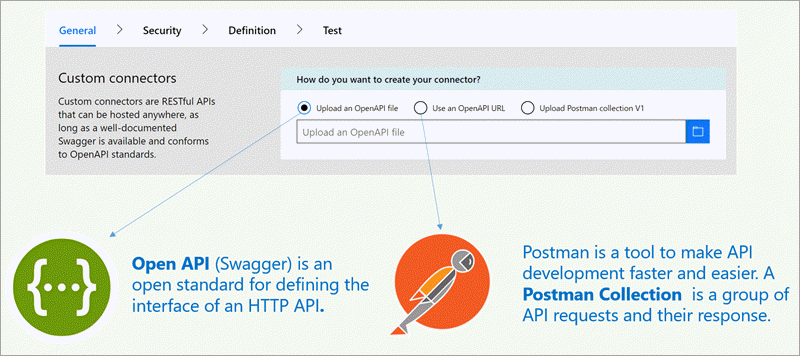 General > Security > Definition > Test
Custom connectors
Custom connectors are RESTful APIs
that can be hosted anywhere, as
long as a well-documented
Swagger is available and conforms
to OpenAPI standards.
How do you want to create your connector?
Upload an OpenAPI file Use an OpenAPI URL Upload Postman collection V1
Upload an OpenAPI file
{...}
Open API (Swagger) is an
open standard for defining the
interface of an HTTP API.
Postman is a tool to make API
development faster and easier. A
Postman Collection is a group of
API requests and their response.